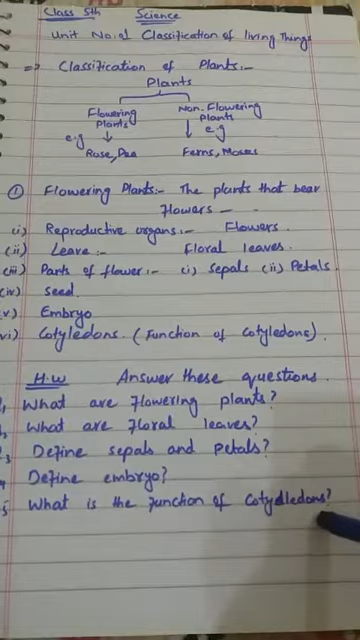 Class 5th Science
Unit No.01 Classification of living Things
=> Classification of Plants:-
Plants
Flowering Plants Non-Flowering Plants
e.g e.g
Rose, Pea Ferns, Moses
① Flowering Plants:- The plants that bear
flowers —
(i) Reproductive organs:- Flowers.
(ii) Leave:- Floral leaves.
(iii) Parts of flower:- (i) Sepals (ii) Petals.
(iv) Seed.
v) Embryo
vi) Cotyledons. (Function of Cotyledons).
H.W Answer these questions.
1, What are flowering plants?
2, What are floral leaves?
3 Define sepals and petals?
4 Define embryo?
5 What is the function of Cotydledons?